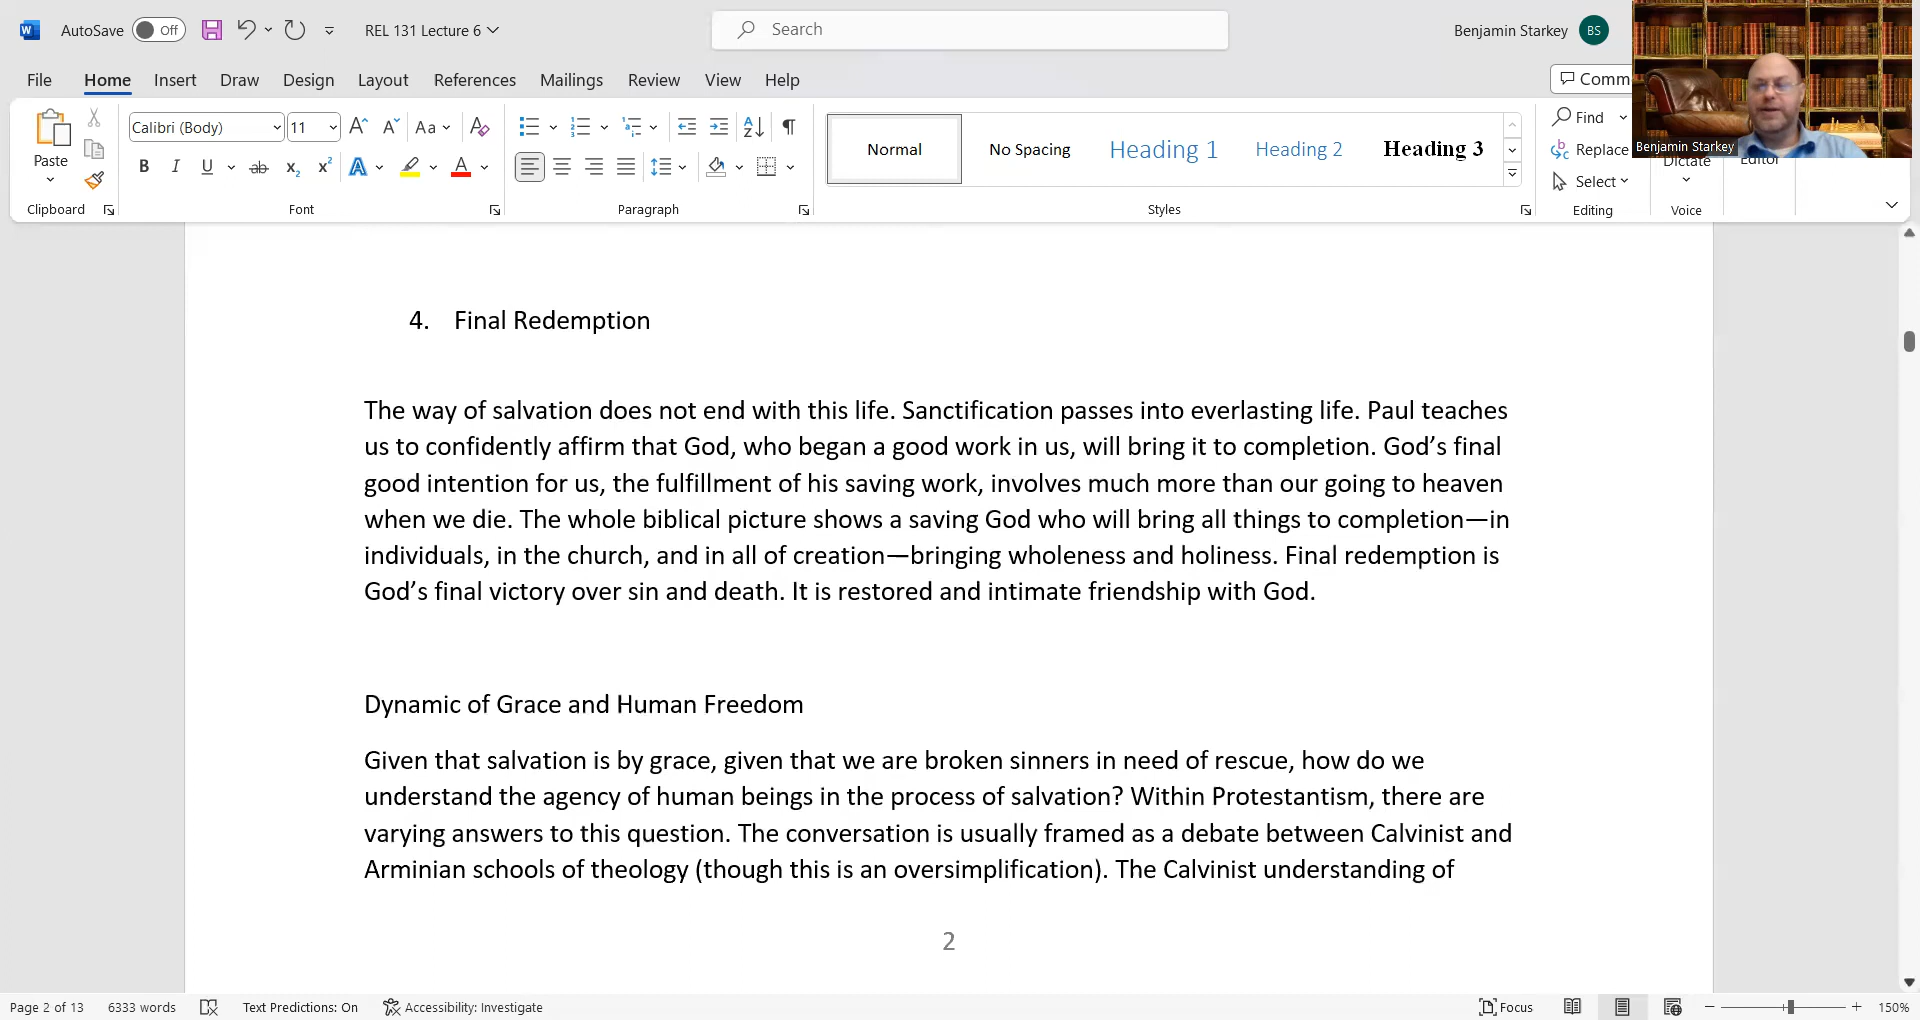 AutoSave Off REL 131 Lecture 6 Search Benjamin Starkey BS
File Home Insert Draw Design Layout References Mailings Review View Help Comm
Paste Calibri (Body) 11 Aa Normal No Spacing Heading 1 Heading 2 Heading 3 Find Replace Select Dictate Editor
Benjamin Starkey
Clipboard Font Paragraph Styles Editing Voice
4. Final Redemption
The way of salvation does not end with this life. Sanctification passes into everlasting life. Paul teaches
us to confidently affirm that God, who began a good work in us, will bring it to completion. God’s final
good intention for us, the fulfillment of his saving work, involves much more than our going to heaven
when we die. The whole biblical picture shows a saving God who will bring all things to completion—in
individuals, in the church, and in all of creation—bringing wholeness and holiness. Final redemption is
God’s final victory over sin and death. It is restored and intimate friendship with God.
Dynamic of Grace and Human Freedom
Given that salvation is by grace, given that we are broken sinners in need of rescue, how do we
understand the agency of human beings in the process of salvation? Within Protestantism, there are
varying answers to this question. The conversation is usually framed as a debate between Calvinist and
Arminian schools of theology (though this is an oversimplification). The Calvinist understanding of
2
Page 2 of 13 6333 words Text Predictions: On Accessibility: Investigate Focus 150%